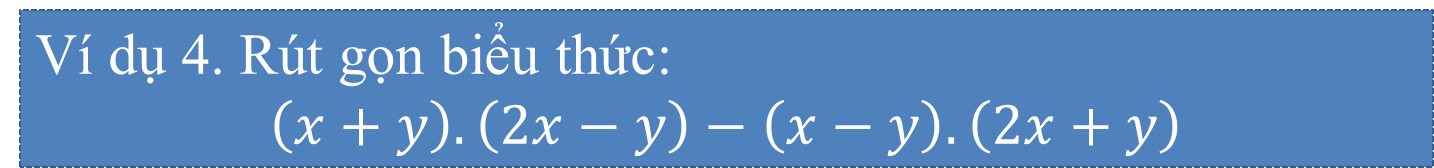 Ví dụ 4. Rút gọn biểu thức:
(𝑥 + 𝑦). (2𝑥 − 𝑦) − (𝑥 − 𝑦). (2𝑥 + 𝑦)